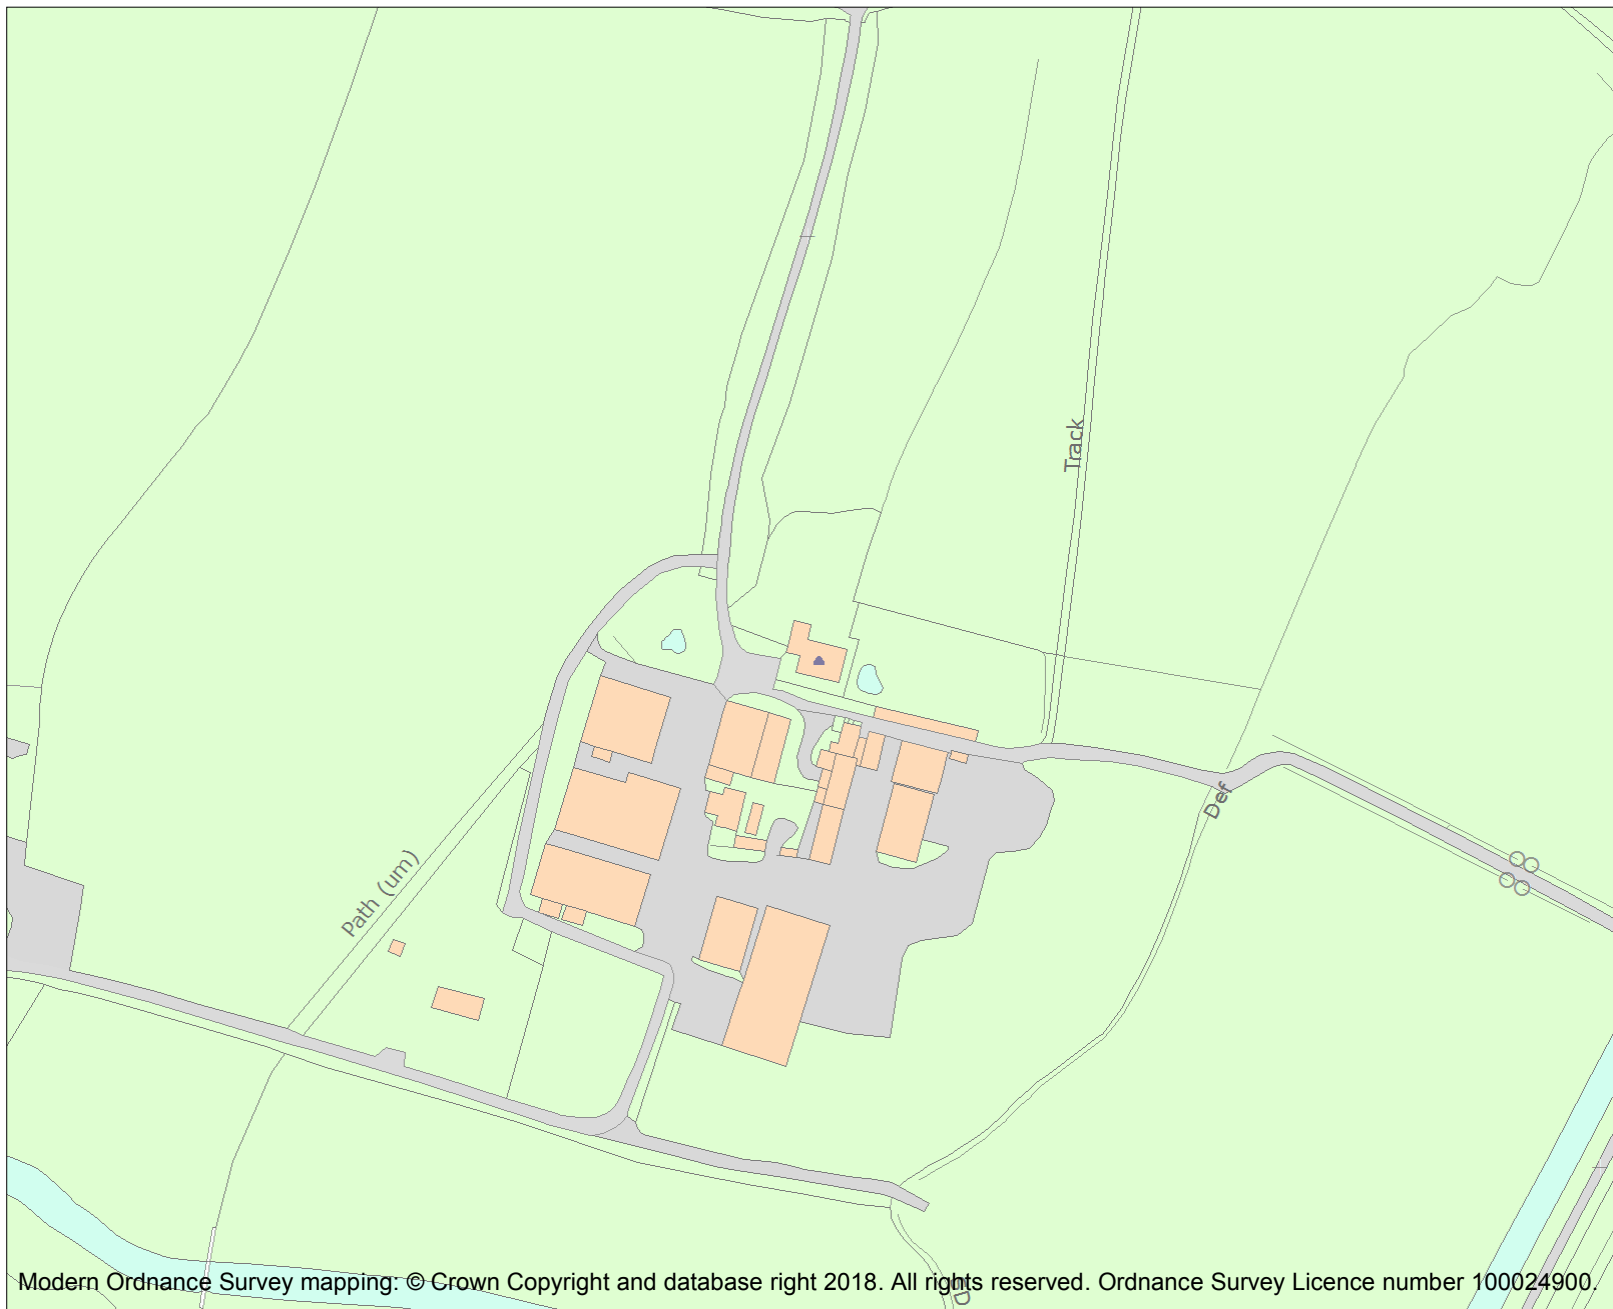 Track
Def
Path (um)
ED
Modern Ordnance Survey mapping: © Crown Copyright and database right 2018. All rights reserved. Ordnance Survey Licence number 100024900.